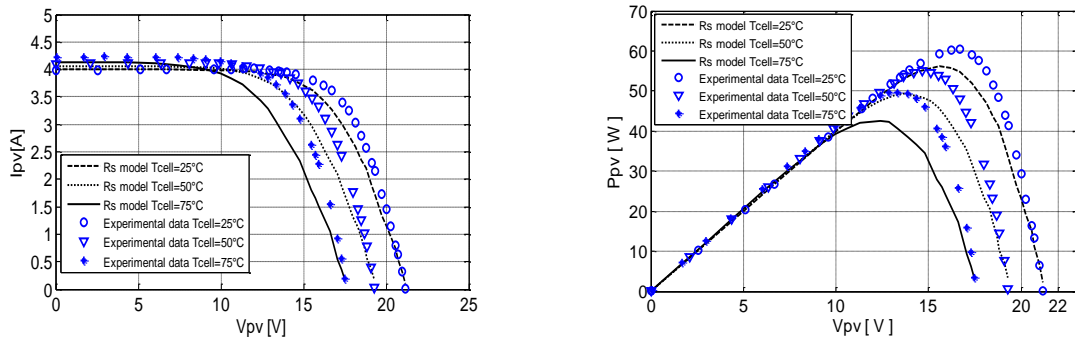 5
4.5
4
3.5
3
2.5
2
1.5
1
0.5
0
Ipv[A]
Rs model Tcell=25°C
Rs model Tcell=50°C
Rs model Tcell=75°C
Experimental data Tcell=25°C
Experimental data Tcell=50°C
Experimental data Tcell=75°C
0 5 10 15 20 25
Vpv [V]
70
60
50
40
30
20
10
0
Ppv [ W ]
Rs model Tcell=25°C
Rs model Tcell=50°C
Rs model Tcell=75°C
Experimental data Tcell=25°C
Experimental data Tcell=50°C
Experimental data Tcell=75°C
0 5 10 15 20 22
Vpv [ V ]